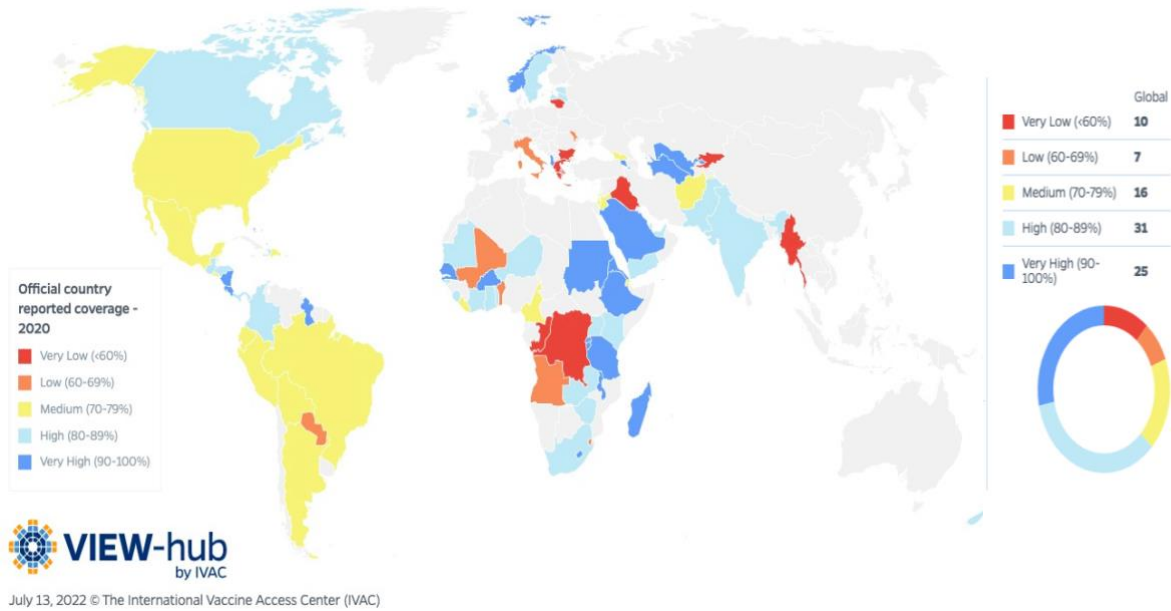 Global
Very Low (<60%) 10
Low (60-69%) 7
Medium (70-79%) 16
High (80-89%) 31
Very High (90-
100%) 25
Official country
reported coverage -
2020
Very Low (<60%)
Low (60-69%)
Medium (70-79%)
High (80-89%)
Very High (90-100%)
VIEW-hub
by IVAC
July 13, 2022 © The International Vaccine Access Center (IVAC)